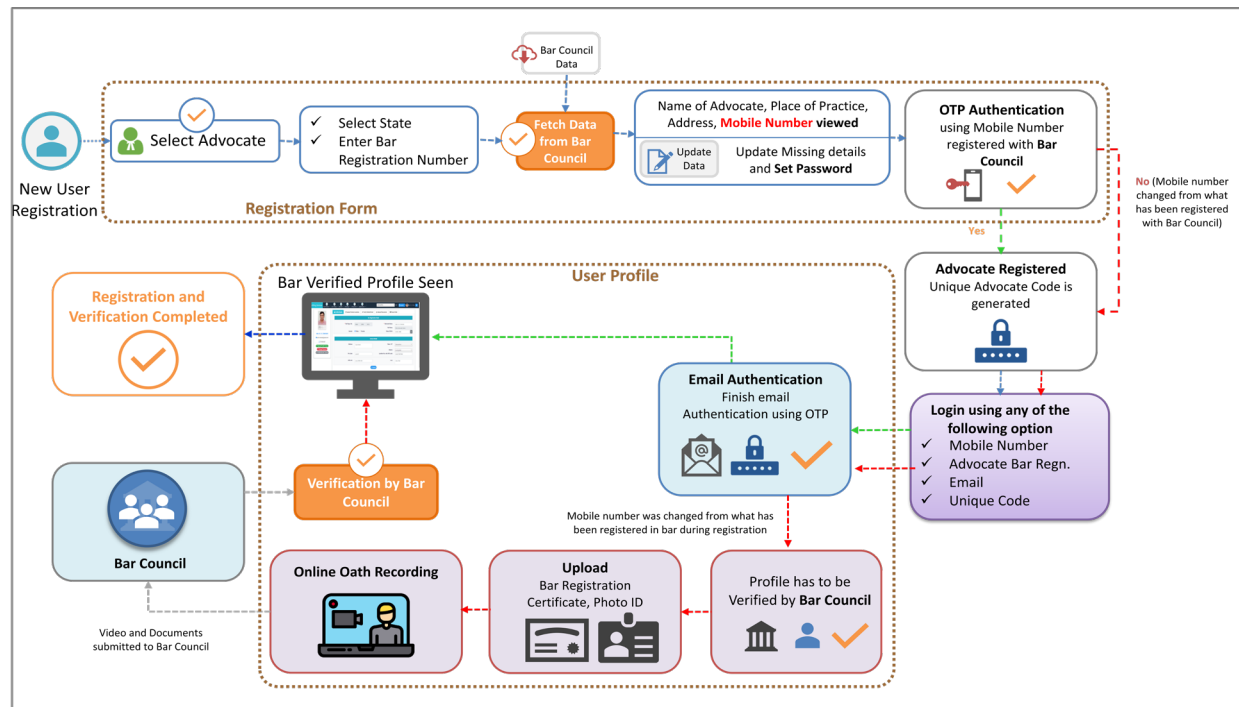 Bar Council
Data
Select Advocate
✓ Select State
✓ Enter Bar
Registration Number
Fetch Data
from Bar
Council
Name of Advocate, Place of Practice,
Address, Mobile Number viewed
Update
Data
Update Missing details
and Set Password
OTP Authentication
using Mobile Number
registered with Bar
Council
New User
Registration
Registration Form
No (Mobile number
changed from what
has been registered
with Bar Council)
Yes
Advocate Registered
Unique Advocate Code is
generated
User Profile
Bar Verified Profile Seen
Registration and
Verification Completed
Email Authentication
Finish email
Authentication using OTP
Login using any of the
following option
✓ Mobile Number
✓ Advocate Bar Regn.
✓ Email
✓ Unique Code
Verification by Bar
Council
Bar Council
Mobile number was changed from what has
been registered in bar during registration
Online Oath Recording
Upload
Bar Registration
Certificate, Photo ID
Profile has to be
Verified by Bar Council
Video and Documents
submitted to Bar Council